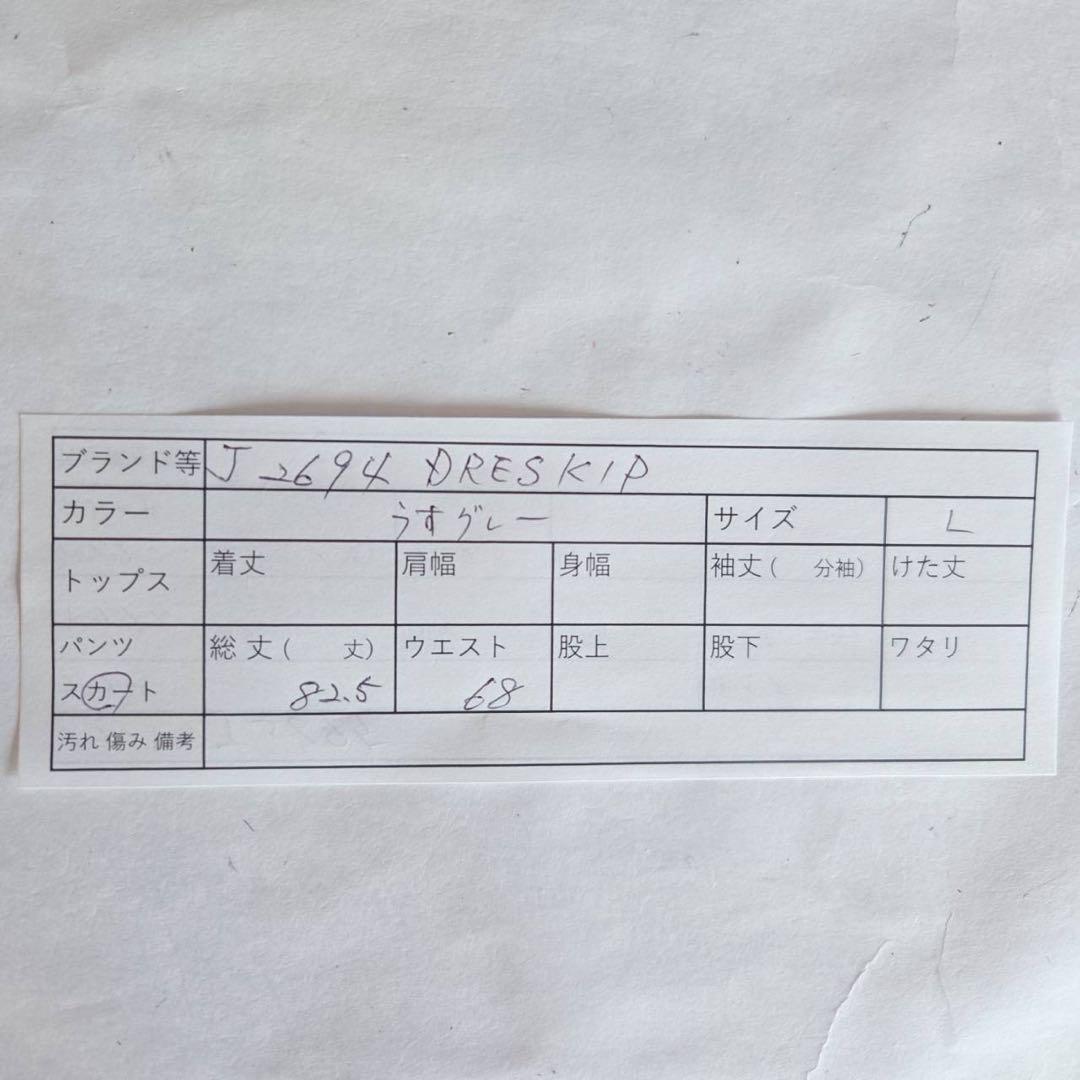 ブランド等 J2694 DRESKIP
カラー うすグレー サイズ L
トップス 着丈 肩幅 身幅 袖丈( 分袖) けた丈
パンツ 総丈( 丈) ウエスト 股上 股下 ワタリ
スカート 82.5 68
汚れ 傷み 備考